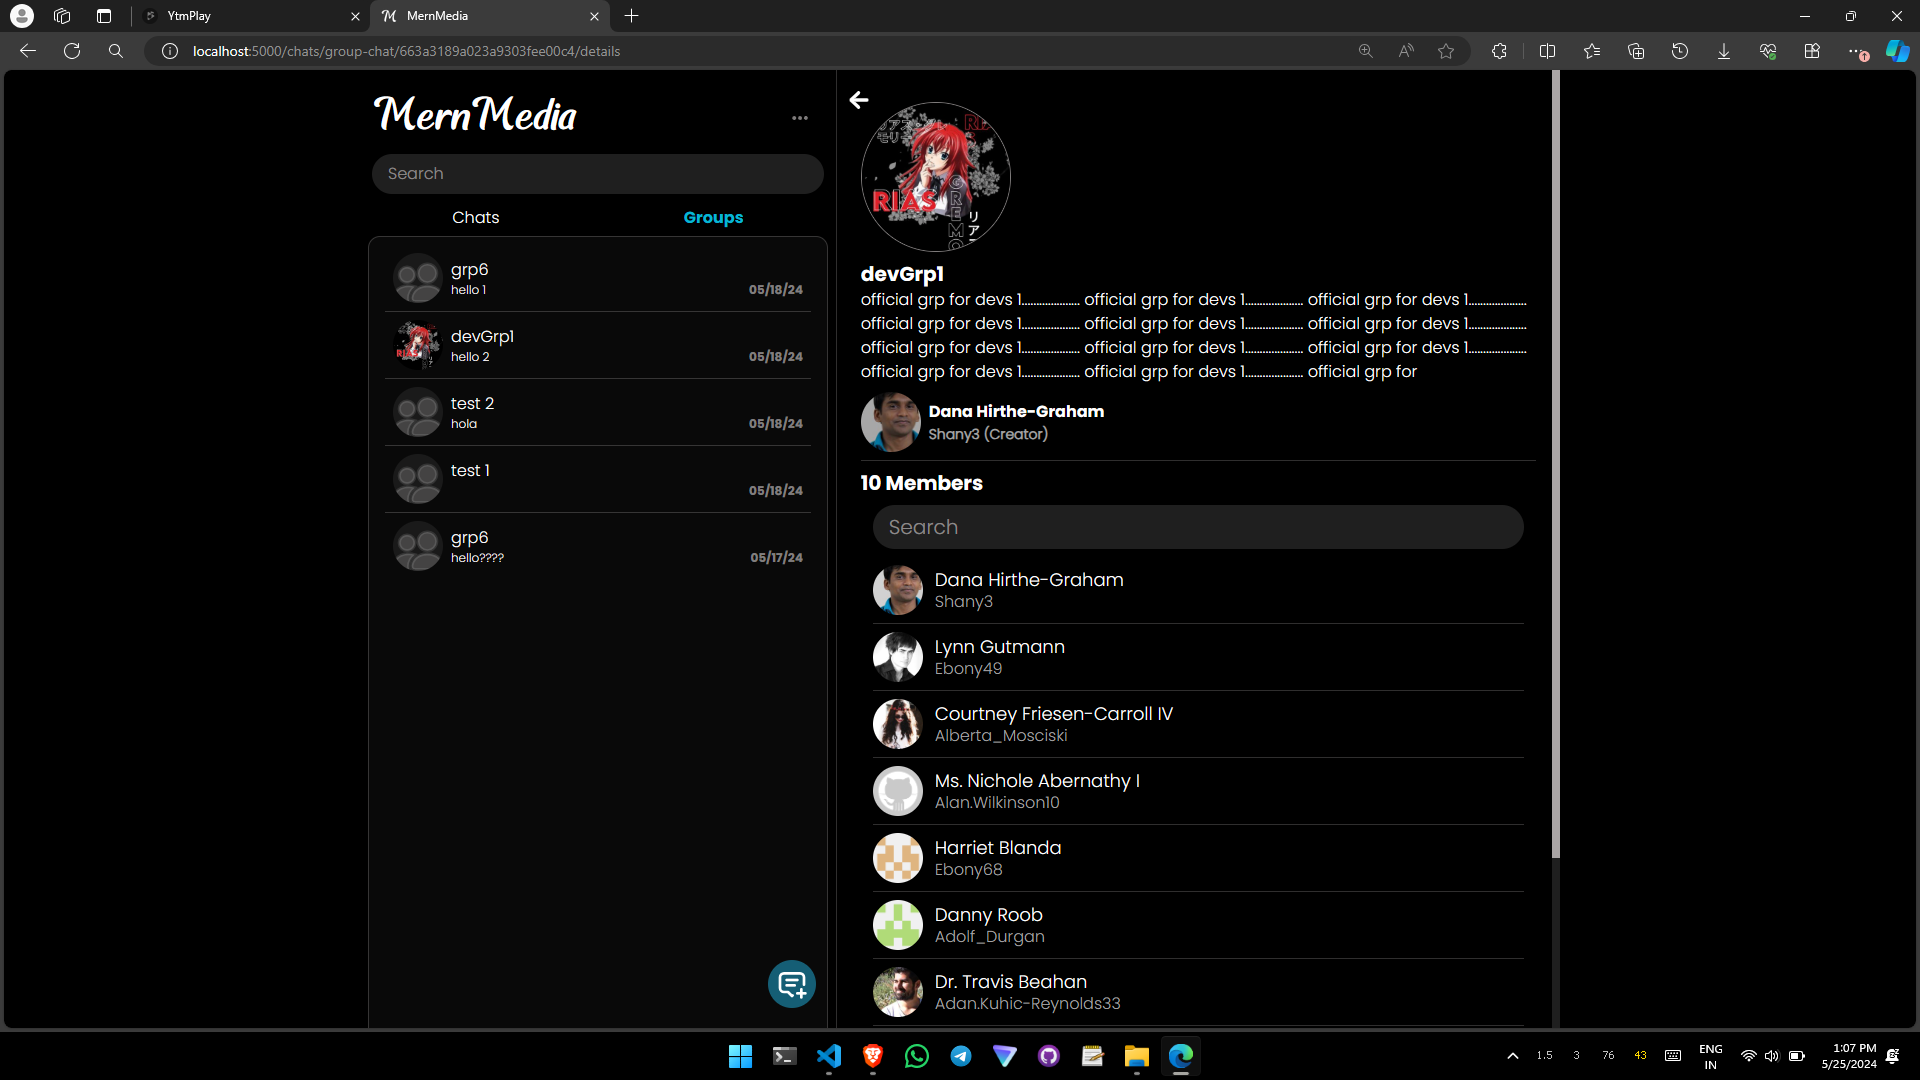 YtmPlay
MernMedia
localhost:5000/chats/group-chat/663a3189a023a9303fee00c4/details
1
MernMedia
Search
Chats
Groups
grp6
hello 1
05/18/24
devGrp1
hello 2
05/18/24
test 2
hola
05/18/24
test 1
05/18/24
grp6
hello????
05/17/24
RIAS
GREMO
devGrp1
official grp for devs 1.................... official grp for devs 1.................... official grp for devs 1....................
official grp for devs 1.................... official grp for devs 1.................... official grp for devs 1....................
official grp for devs 1.................... official grp for devs 1.................... official grp for devs 1....................
official grp for devs 1.................... official grp for devs 1.................... official grp for
Dana Hirthe-Graham
Shany3 (Creator)
10 Members
Search
Dana Hirthe-Graham
Shany3
Lynn Gutmann
Ebony49
Courtney Friesen-Carroll IV
Alberta_Mosciski
Ms. Nichole Abernathy I
Alan.Wilkinson10
Harriet Blanda
Ebony68
Danny Roob
Adolf_Durgan
Dr. Travis Beahan
Adan.Kuhic-Reynolds33
1.5
3
76
43
ENG
IN
1:07 PM
5/25/2024